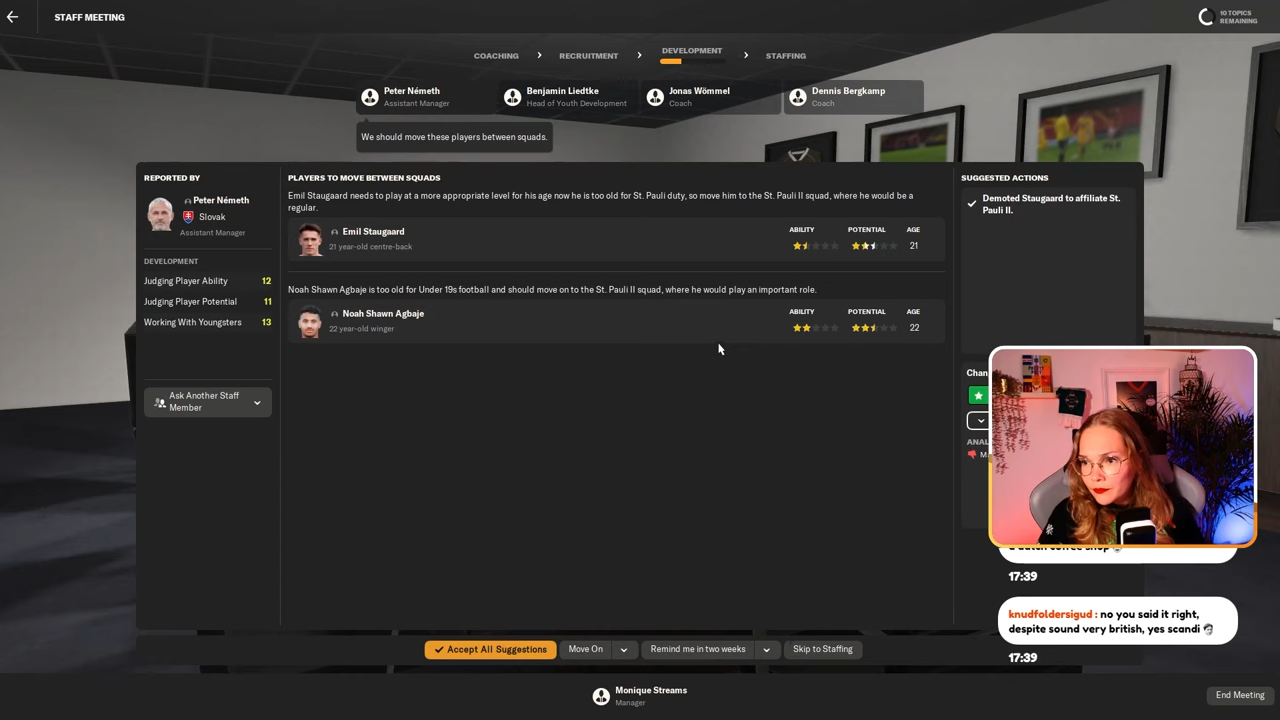 STAFF MEETING
10 TOPICS
REMAINING
COACHING
RECRUITMENT
DEVELOPMENT
STAFFING
Peter Németh
Assistant Manager
Benjamin Liedtke
Head of Youth Development
Jonas Wömmel
Coach
Dennis Bergkamp
Coach
We should move these players between squads.
REPORTED BY
Peter Németh
Slovak
Assistant Manager
DEVELOPMENT
Judging Player Ability 12
Judging Player Potential 11
Working With Youngsters 13
Ask Another Staff
Member
PLAYERS TO MOVE BETWEEN SQUADS
Emil Staugaard needs to play at a more appropriate level for his age now he is too old for St. Pauli duty, so move him to the St. Pauli II squad, where he would be a
regular.
Emil Staugaard
21 year-old centre-back
ABILITY POTENTIAL AGE
21
Noah Shawn Agbaje is too old for Under 19s football and should move on to the St. Pauli II squad, where he would play an important role.
Noah Shawn Agbaje
22 year-old winger
ABILITY POTENTIAL AGE
22
SUGGESTED ACTIONS
Demoted Staugaard to affiliate St.
Pauli II.
Chan
ANAL
a dutch coffee shop
17:39
knudfoldersigud : no you said it right,
despite sound very british, yes scandi
17:39
Accept All Suggestions
Move On
Remind me in two weeks
Skip to Staffing
Monique Streams
Manager
End Meeting